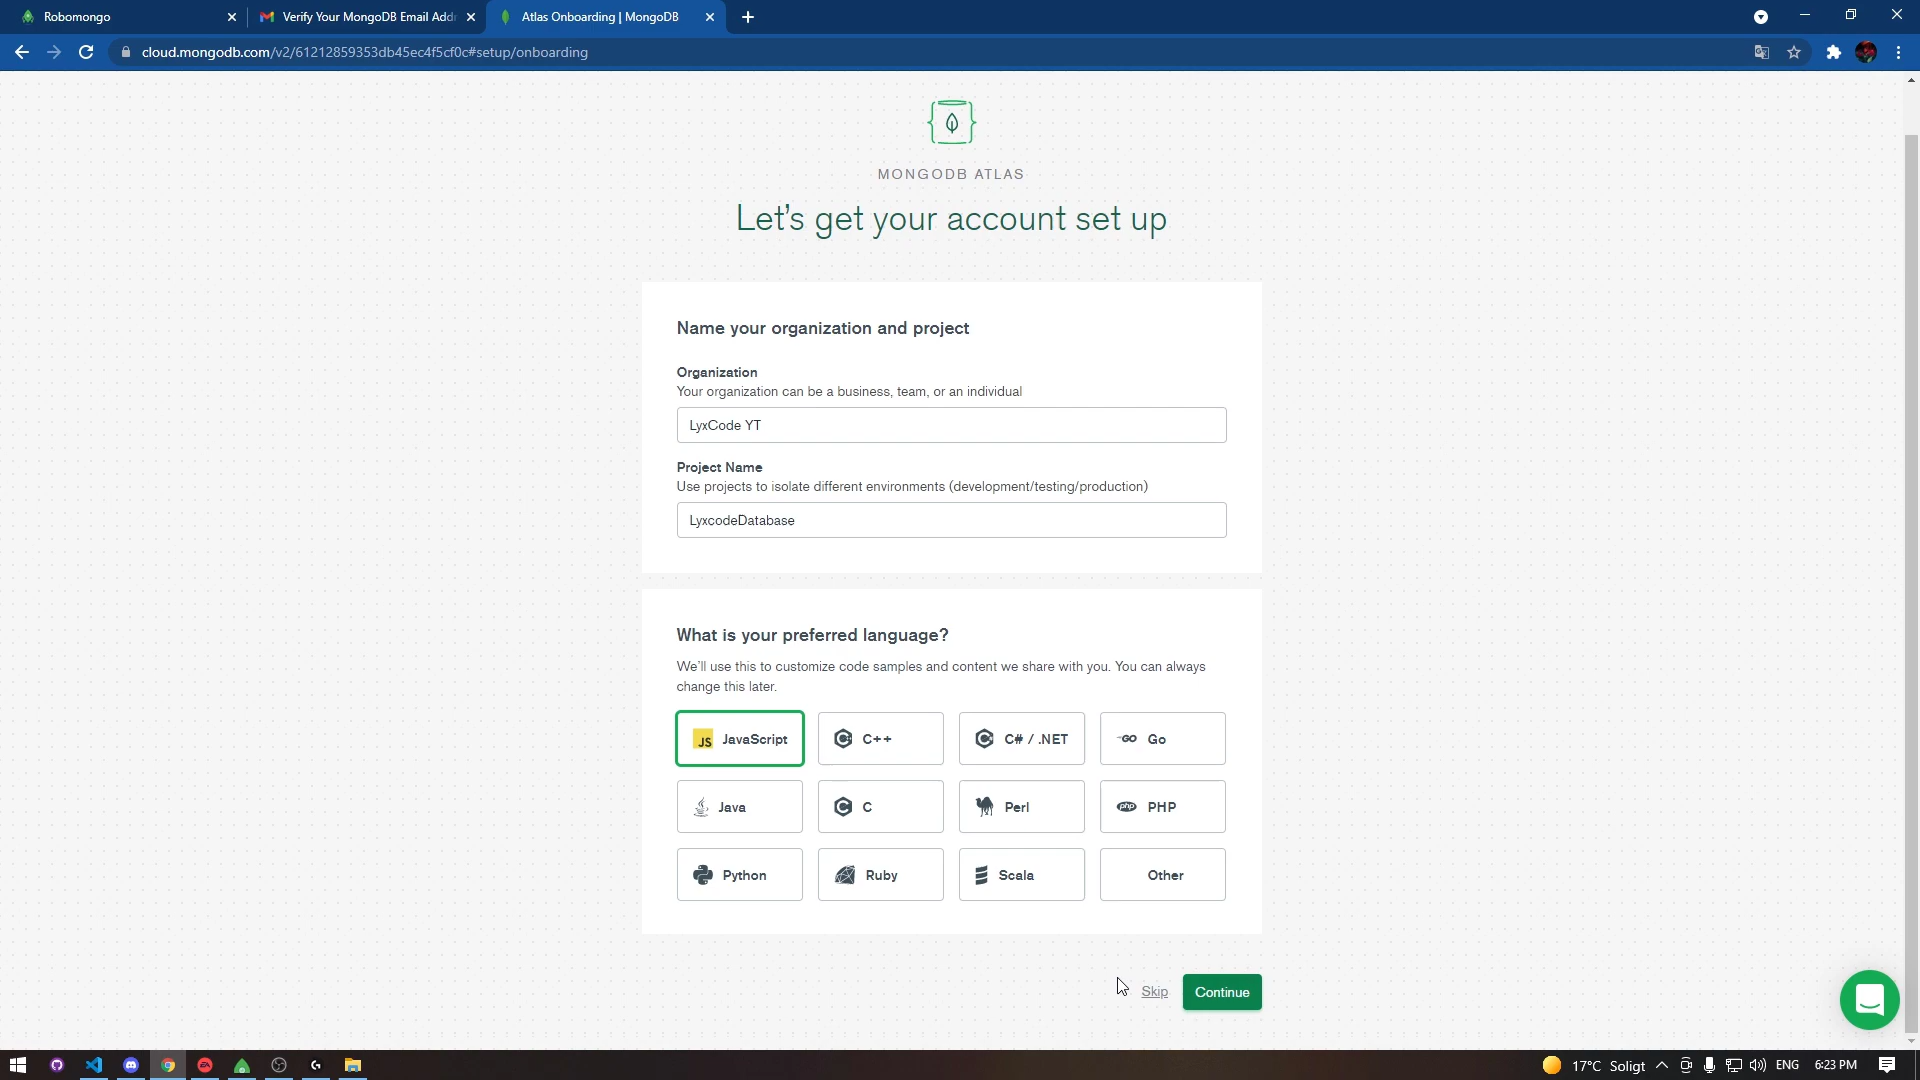 Robomongo
Verify Your MongoDB Email Addr
Atlas Onboarding | MongoDB
cloud.mongodb.com/v2/61212859353db45ec4f5cf0c#setup/onboarding
MONGODB ATLAS
Let's get your account set up
Name your organization and project
Organization
Your organization can be a business, team, or an individual
LyxCode YT
Project Name
Use projects to isolate different environments (development/testing/production)
LyxcodeDatabase
What is your preferred language?
We'll use this to customize code samples and content we share with you. You can always
change this later.
JS JavaScript
C++
C# / .NET
GO Go
Java
C
Perl
php PHP
Python
Ruby
Scala
Other
Skip
Continue
17°C Soligt
ENG
6:23 PM